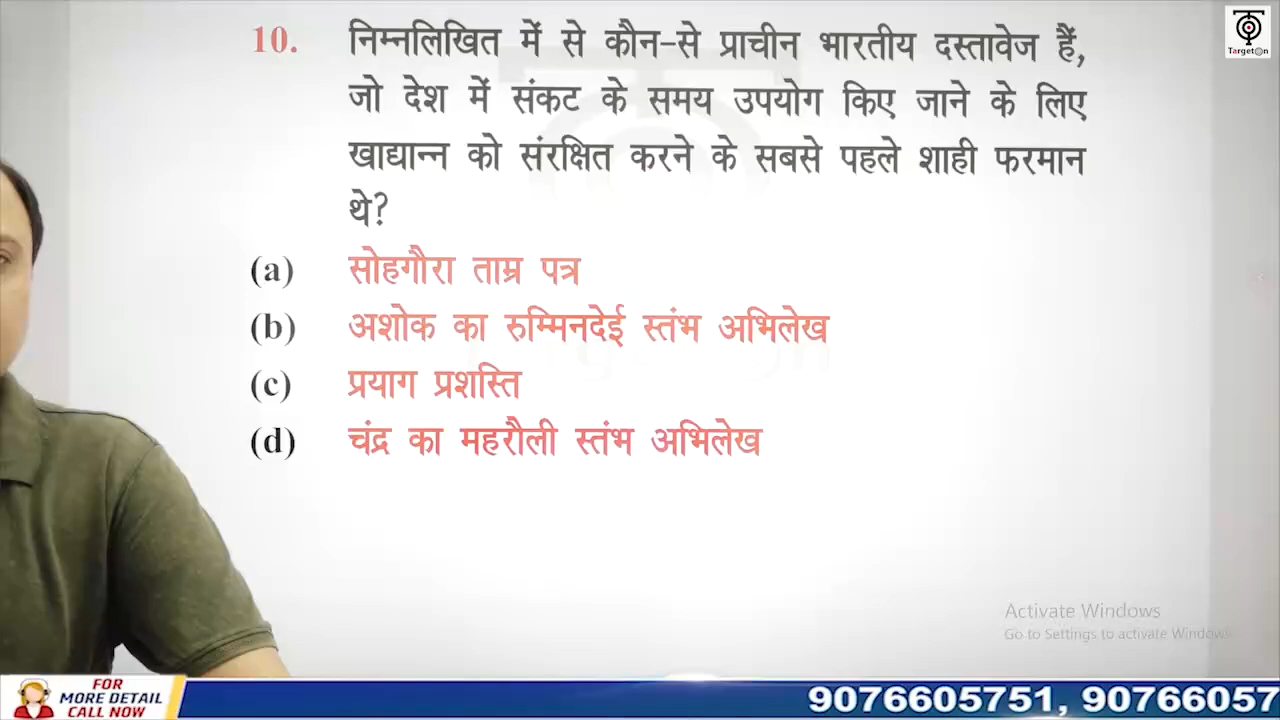 TargetOn
10. निम्नलिखित में से कौन-से प्राचीन भारतीय दस्तावेज हैं,
जो देश में संकट के समय उपयोग किए जाने के लिए
खाद्यान्न को संरक्षित करने के सबसे पहले शाही फरमान
थे?
(a) सोहगौरा ताम्र पत्र
(b) अशोक का रुम्मिनदेई स्तंभ अभिलेख
(c) प्रयाग प्रशस्ति
(d) चंद्र का महरौली स्तंभ अभिलेख
Activate Windows
Go to Settings to activate Windows.
FOR
MORE DETAIL
CALL NOW
9076605751, 90766057